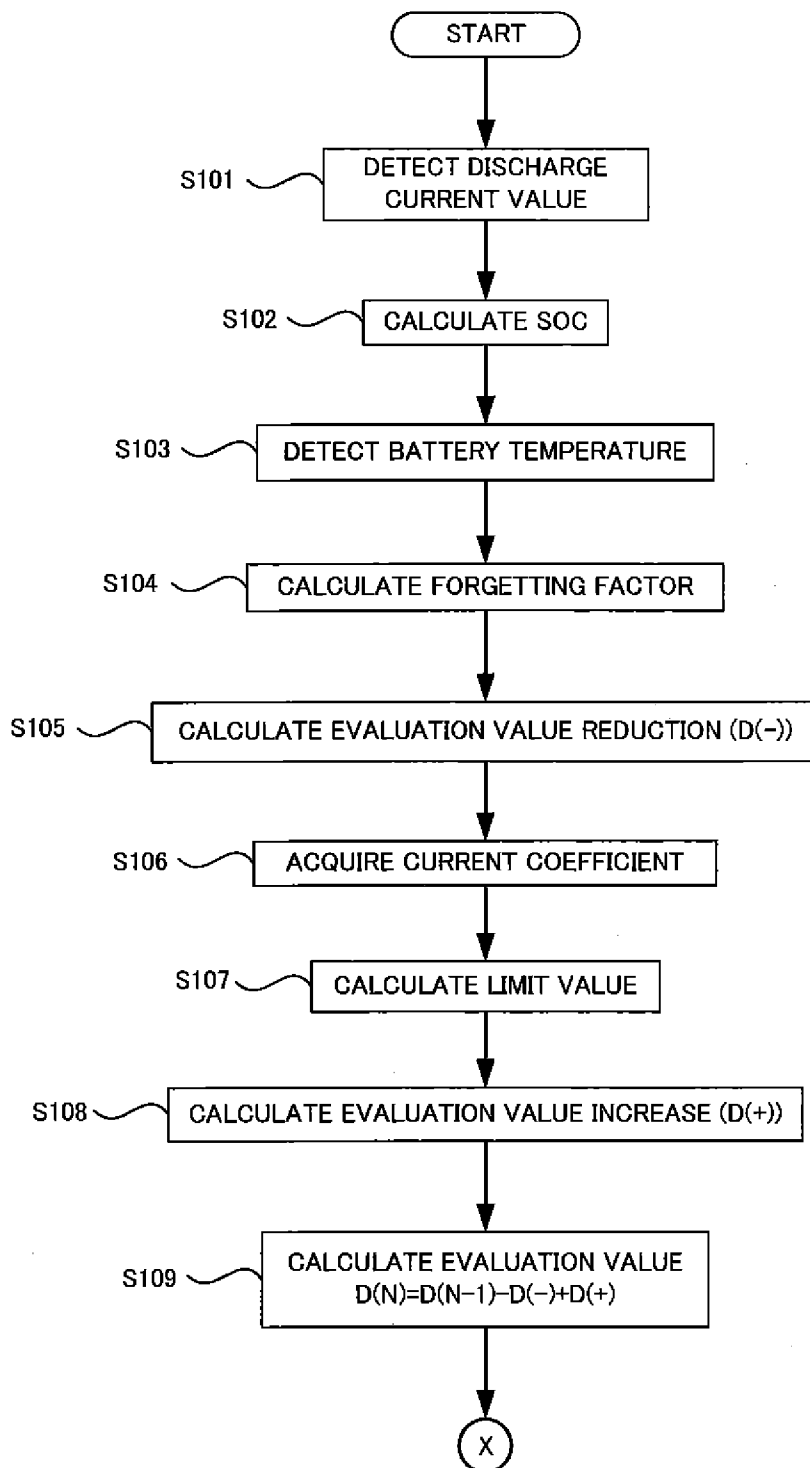 START
S101
DETECT DISCHARGE
CURRENT VALUE
S102
CALCULATE SOC
S103
DETECT BATTERY TEMPERATURE
S104
CALCULATE FORGETTING FACTOR
S105
CALCULATE EVALUATION VALUE REDUCTION (D(-))
S106
ACQUIRE CURRENT COEFFICIENT
S107
CALCULATE LIMIT VALUE
S108
CALCULATE EVALUATION VALUE INCREASE (D(+))
S109
CALCULATE EVALUATION VALUE
D(N)=D(N-1)-D(-)+D(+)
X